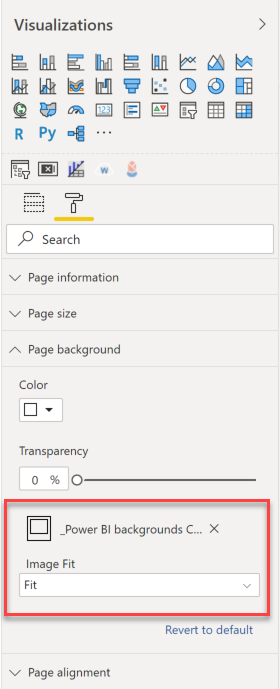 Visualizations
123
R Py ...
w
Search
Page information
Page size
Page background
Color
Transparency
0 %
_Power BI backgrounds C...
Image Fit
Fit
Revert to default
Page alignment